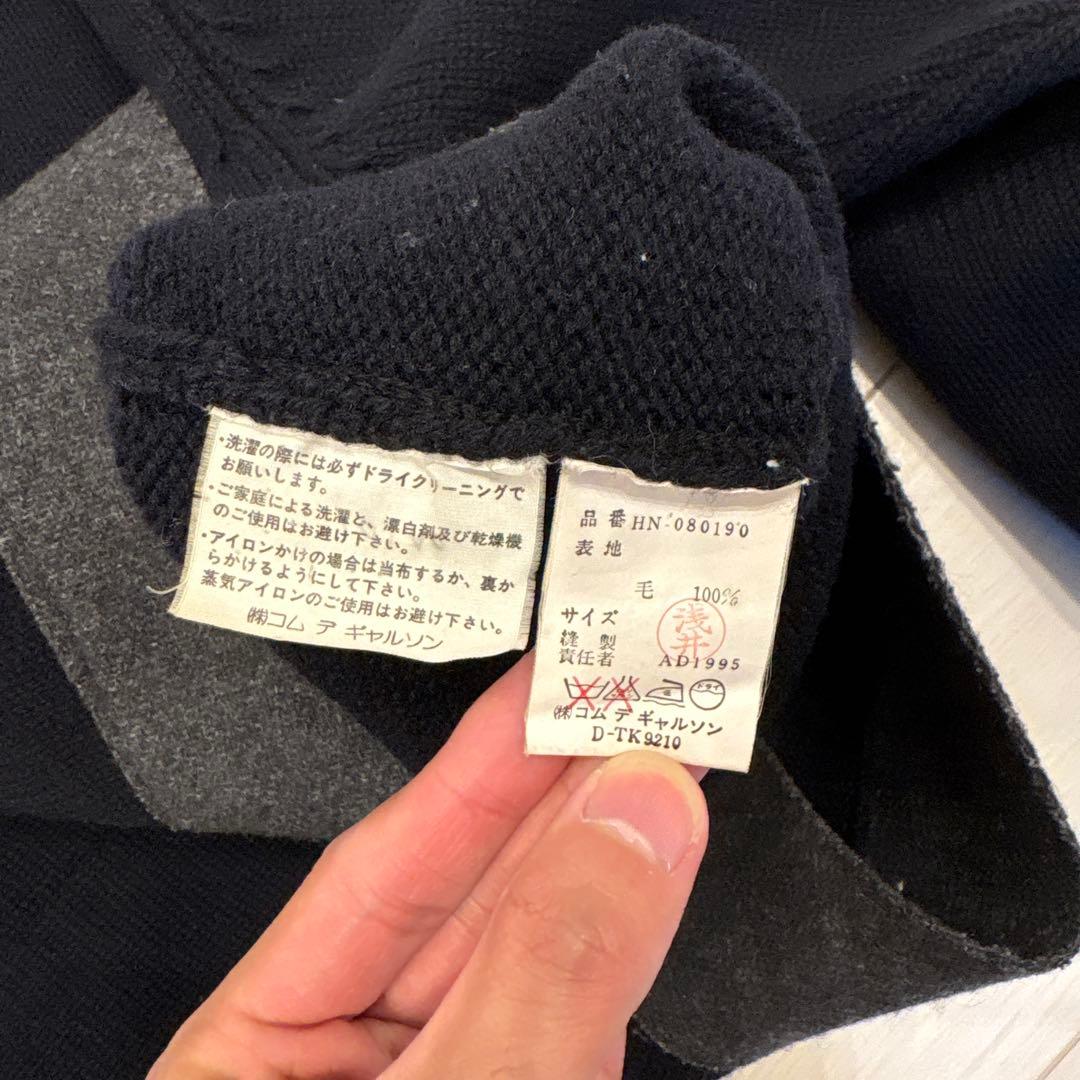 ・洗濯の際には必ずドライクリーニングで
お願いします。
・ご家庭による洗濯と、漂白剤及び乾燥機
のご使用はお避け下さい。
・アイロンかけの場合は当布するか、裏か
らかけるようにして下さい。
蒸気アイロンのご使用はお避け下さい。
㈱コム デ ギャルソン
品番 HN-080190
表地
毛 100%
サイズ
縫製
責任者
浅井
AD1995
ドライ
㈱コム デ ギャルソン
D-TK9210